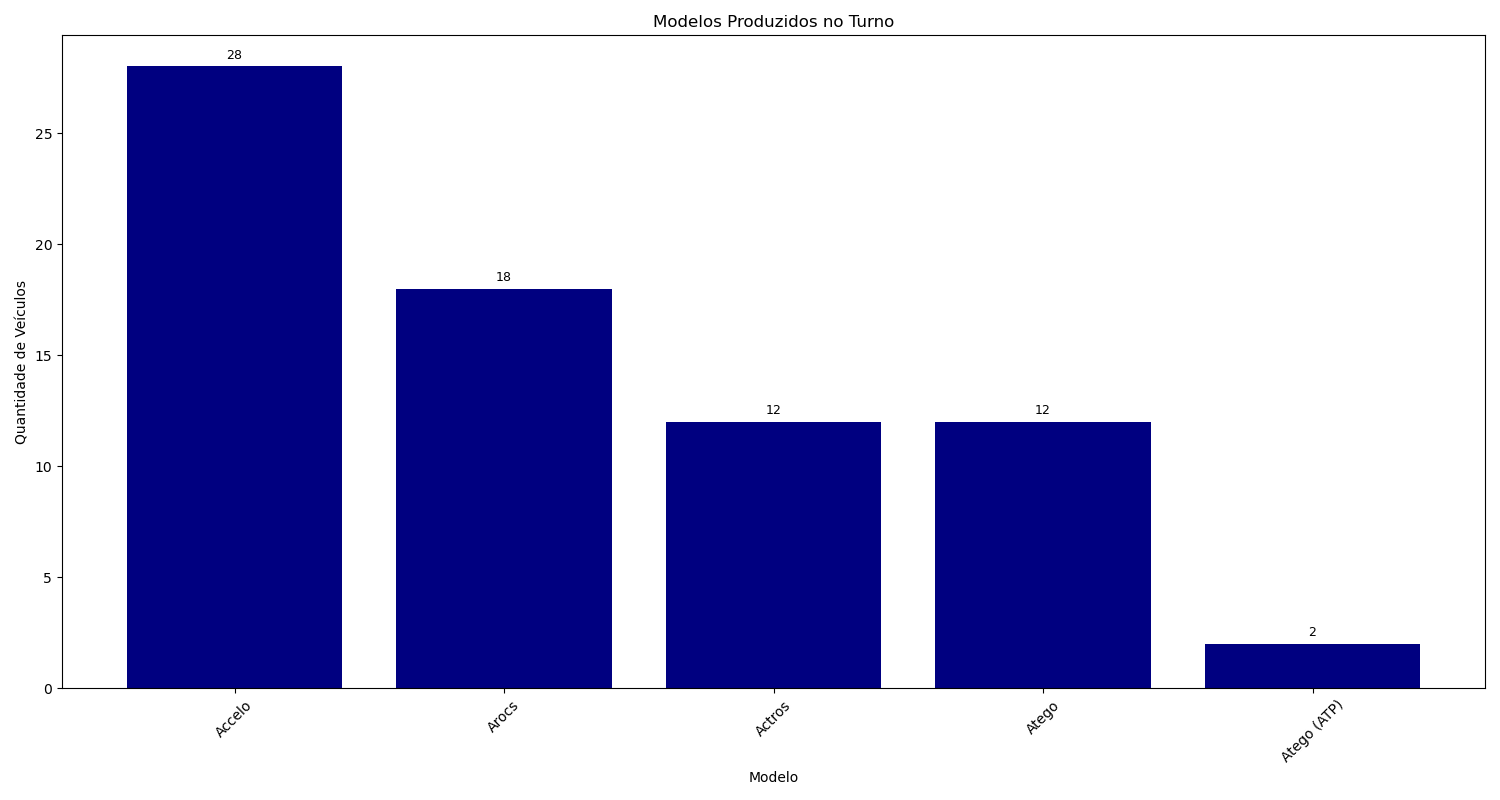 Modelos Produzidos no Turno
Quantidade de Veículos
25
20
15
10
5
0
28
18
12
12
2
Accelo
Arocs
Actros
Atego
Atego (ATP)
Modelo